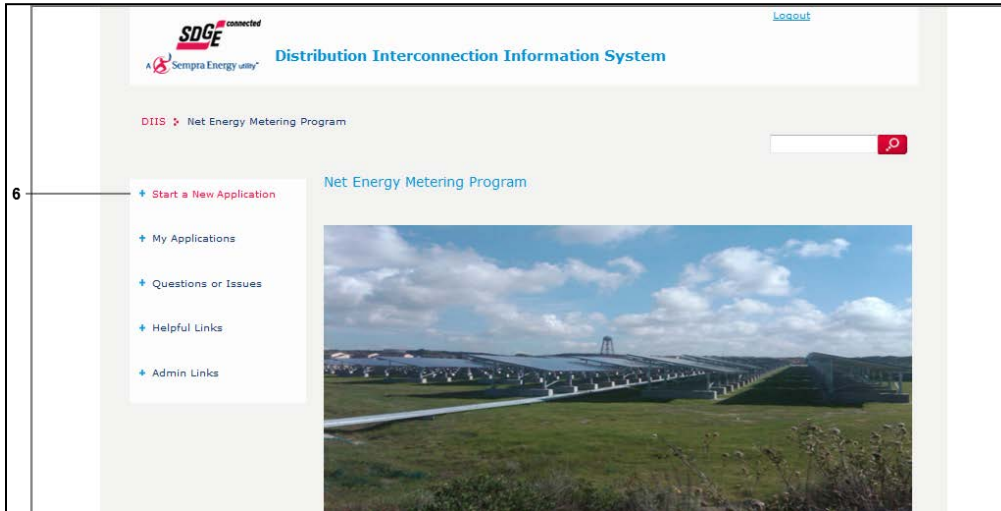 Logout
SDGE connected
A Sempra Energy utility
Distribution Interconnection Information System
DIIS Net Energy Metering Program
6
Start a New Application
Net Energy Metering Program
My Applications
Questions or Issues
Helpful Links
Admin Links